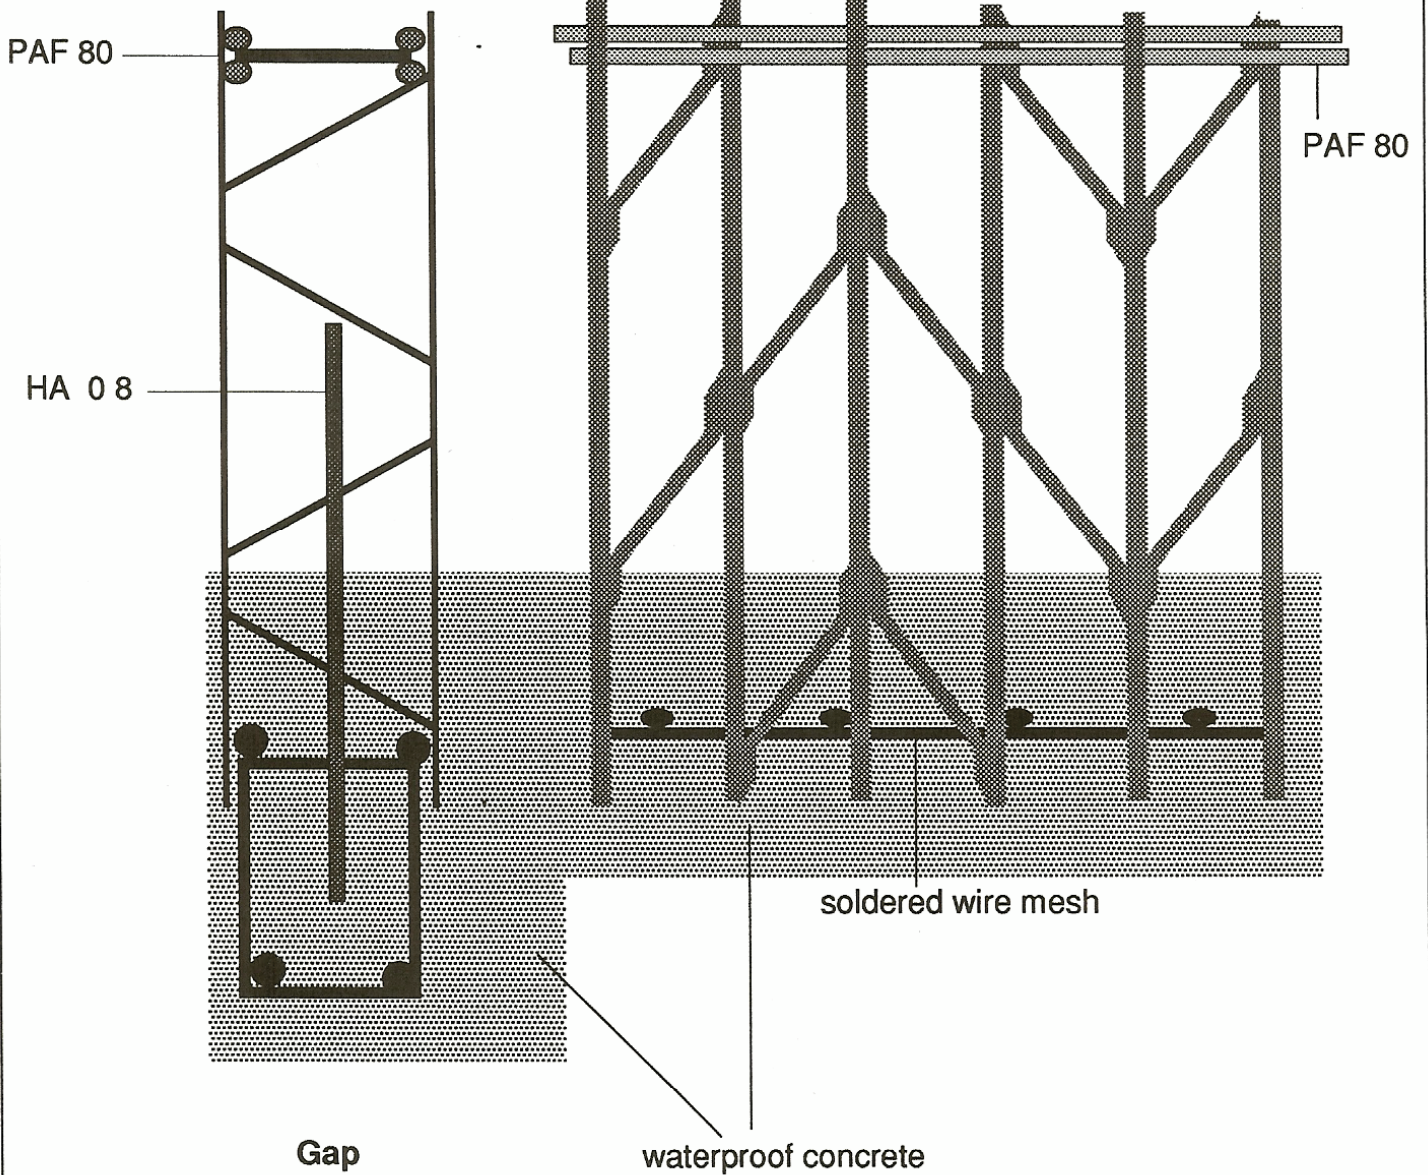 PAF 80
PAF 80
HA 0 8
soldered wire mesh
Gap
waterproof concrete